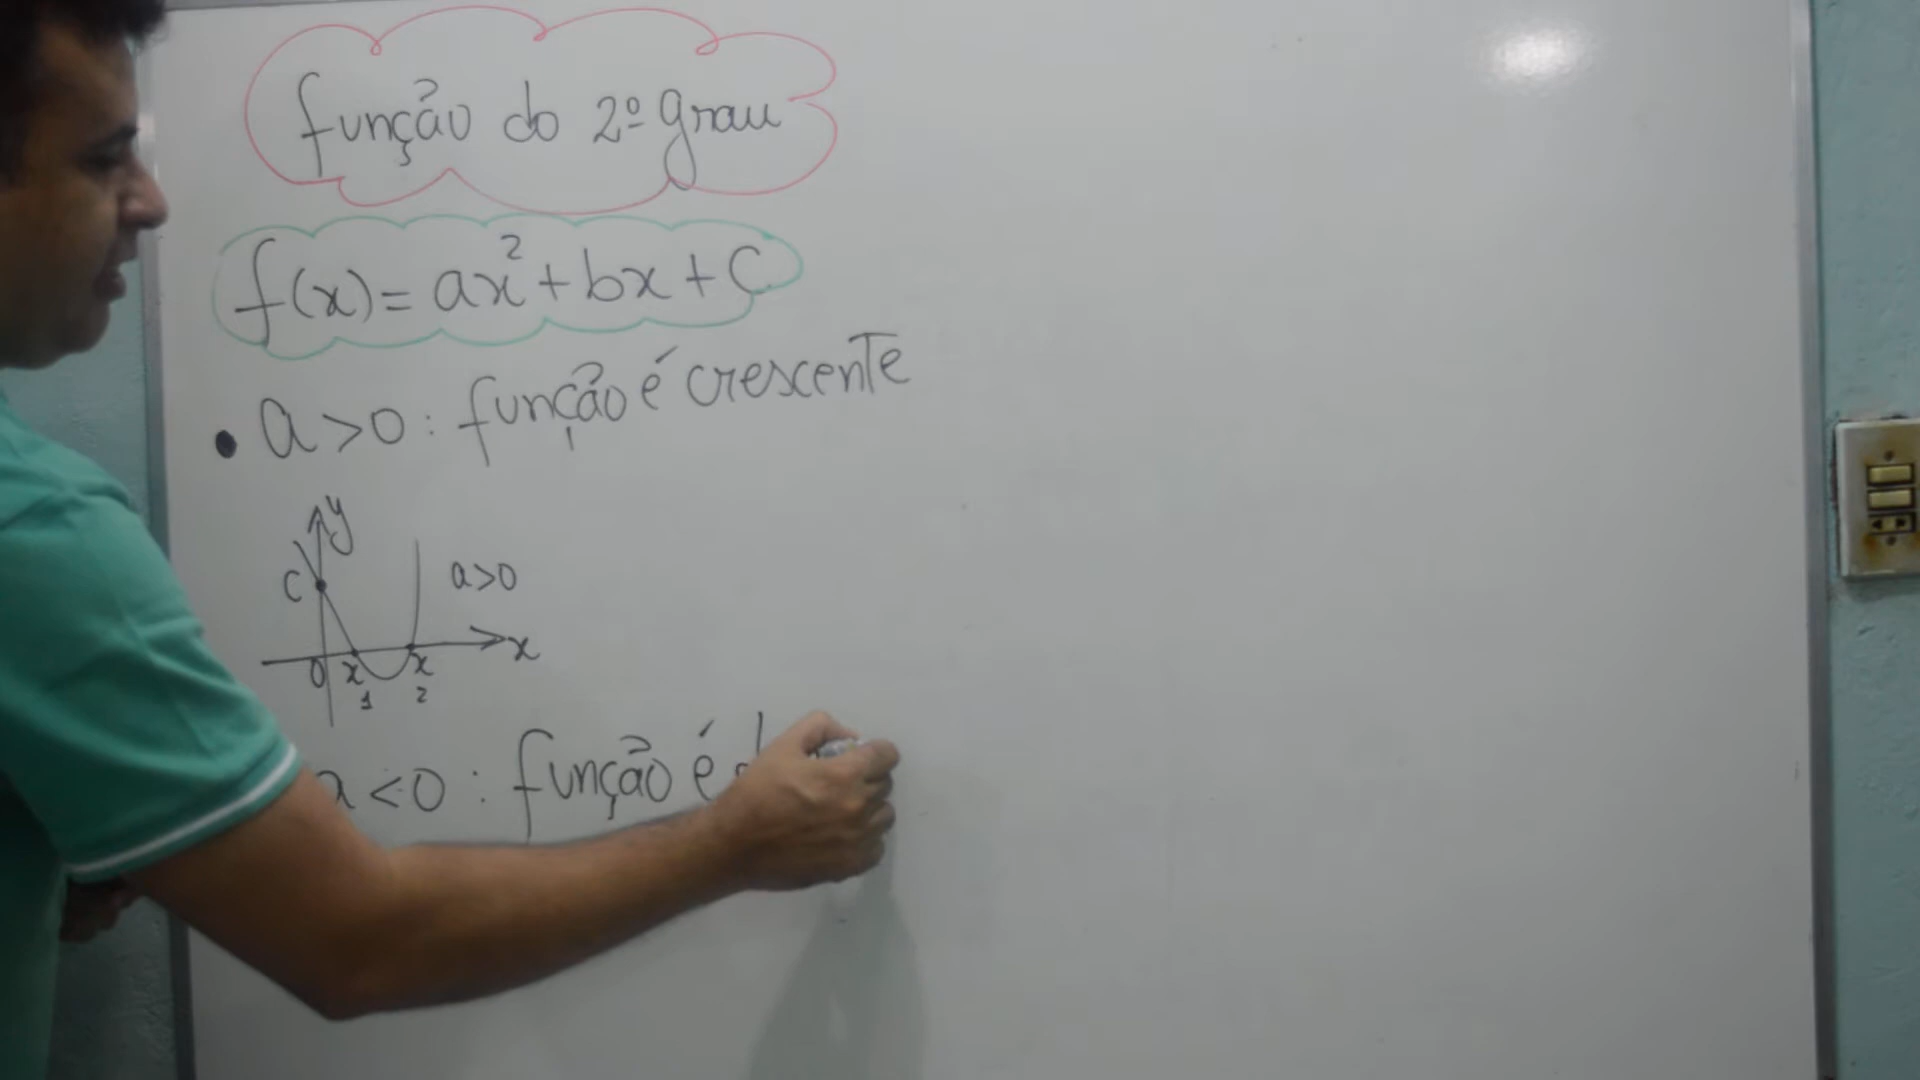 função do 2º grau
f(x) = ax² + bx + c
• a > 0 : função é crescente
y
c
a>0
x
0 x1 x2
a < 0 : função é